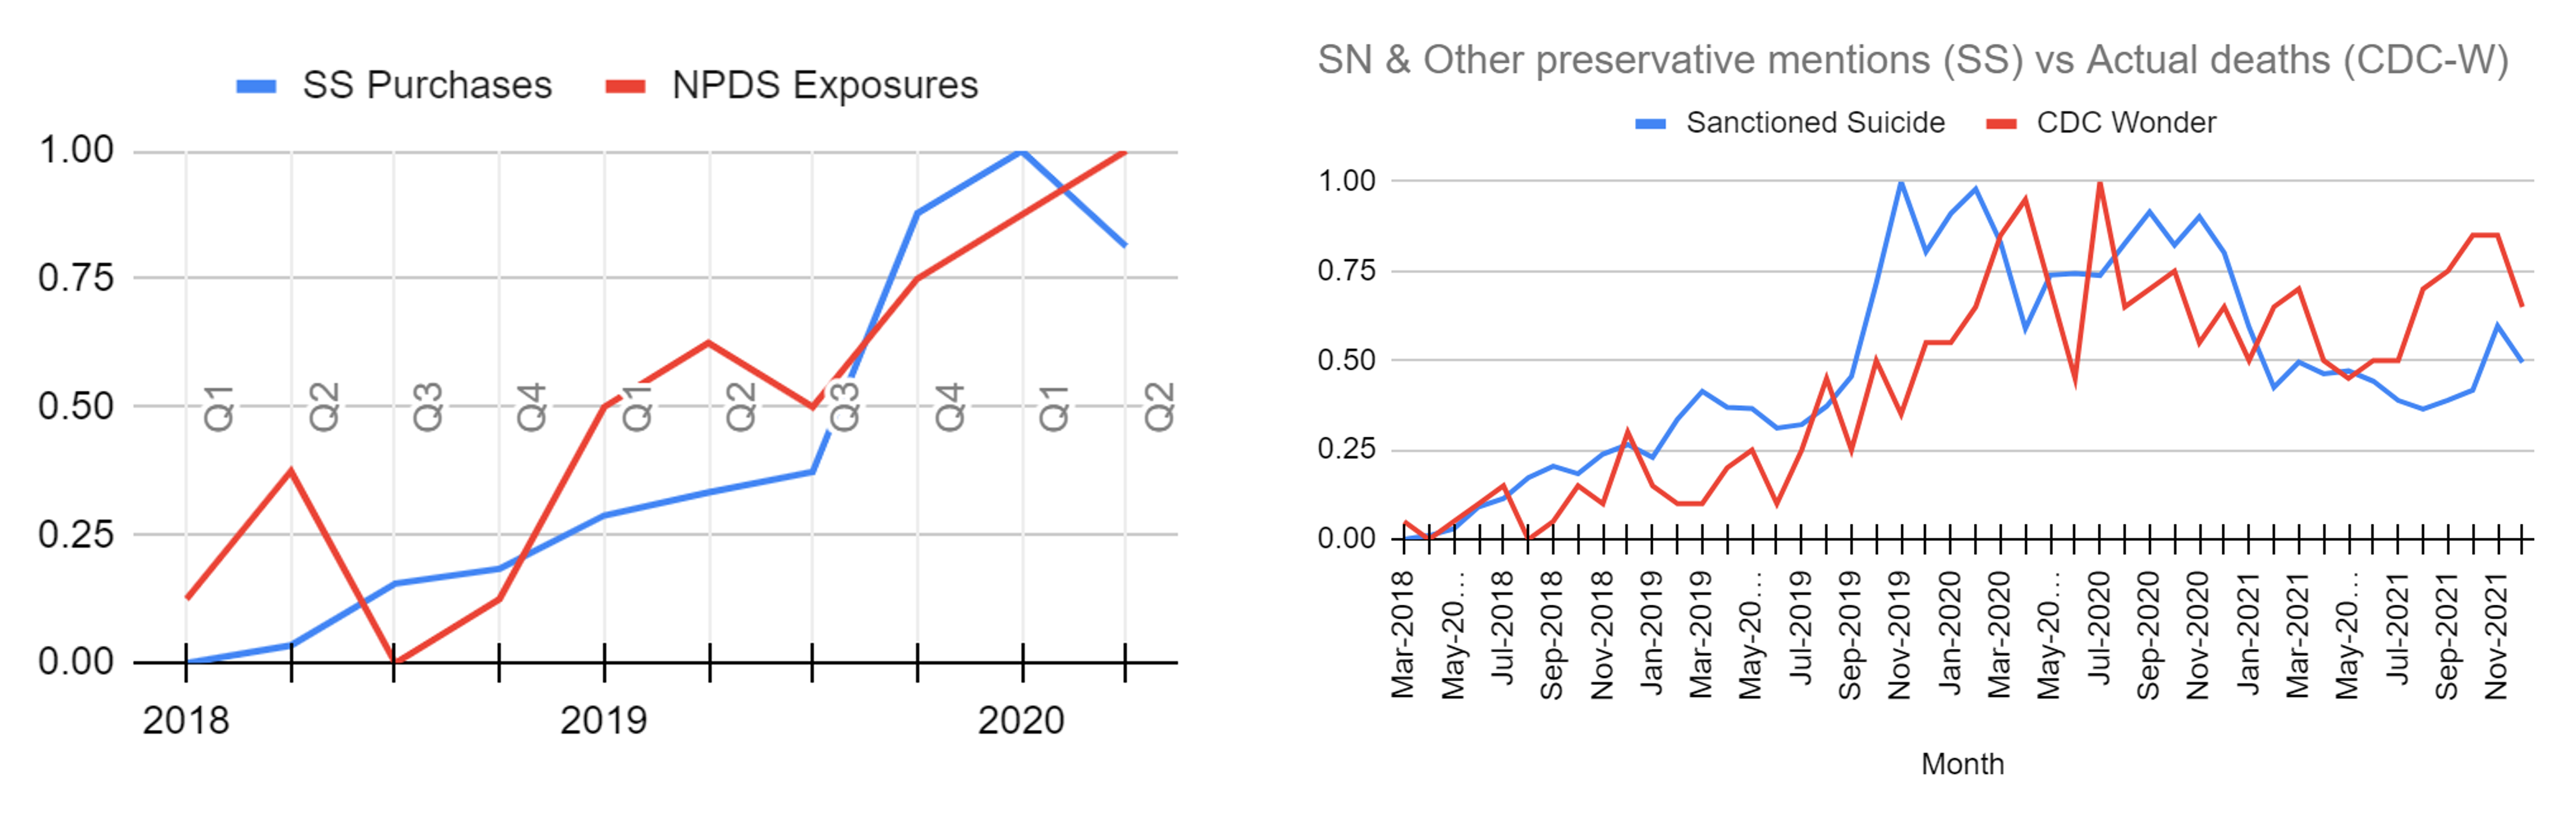 SS Purchases NPDS Exposures
1.00
0.75
0.50
0.25
0.00
Q1 Q2 Q3 Q4 Q1 Q2 Q3 Q4 Q1 Q2
2018 2019 2020
SN & Other preservative mentions (SS) vs Actual deaths (CDC-W)
Sanctioned Suicide CDC Wonder
1.00
0.75
0.50
0.25
0.00
Mar-2018 May-20... Jul-2018 Sep-2018 Nov-2018 Jan-2019 Mar-2019 May-20... Jul-2019 Sep-2019 Nov-2019 Jan-2020 Mar-2020 May-20... Jul-2020 Sep-2020 Nov-2020 Jan-2021 Mar-2021 May-20... Jul-2021 Sep-2021 Nov-2021
Month